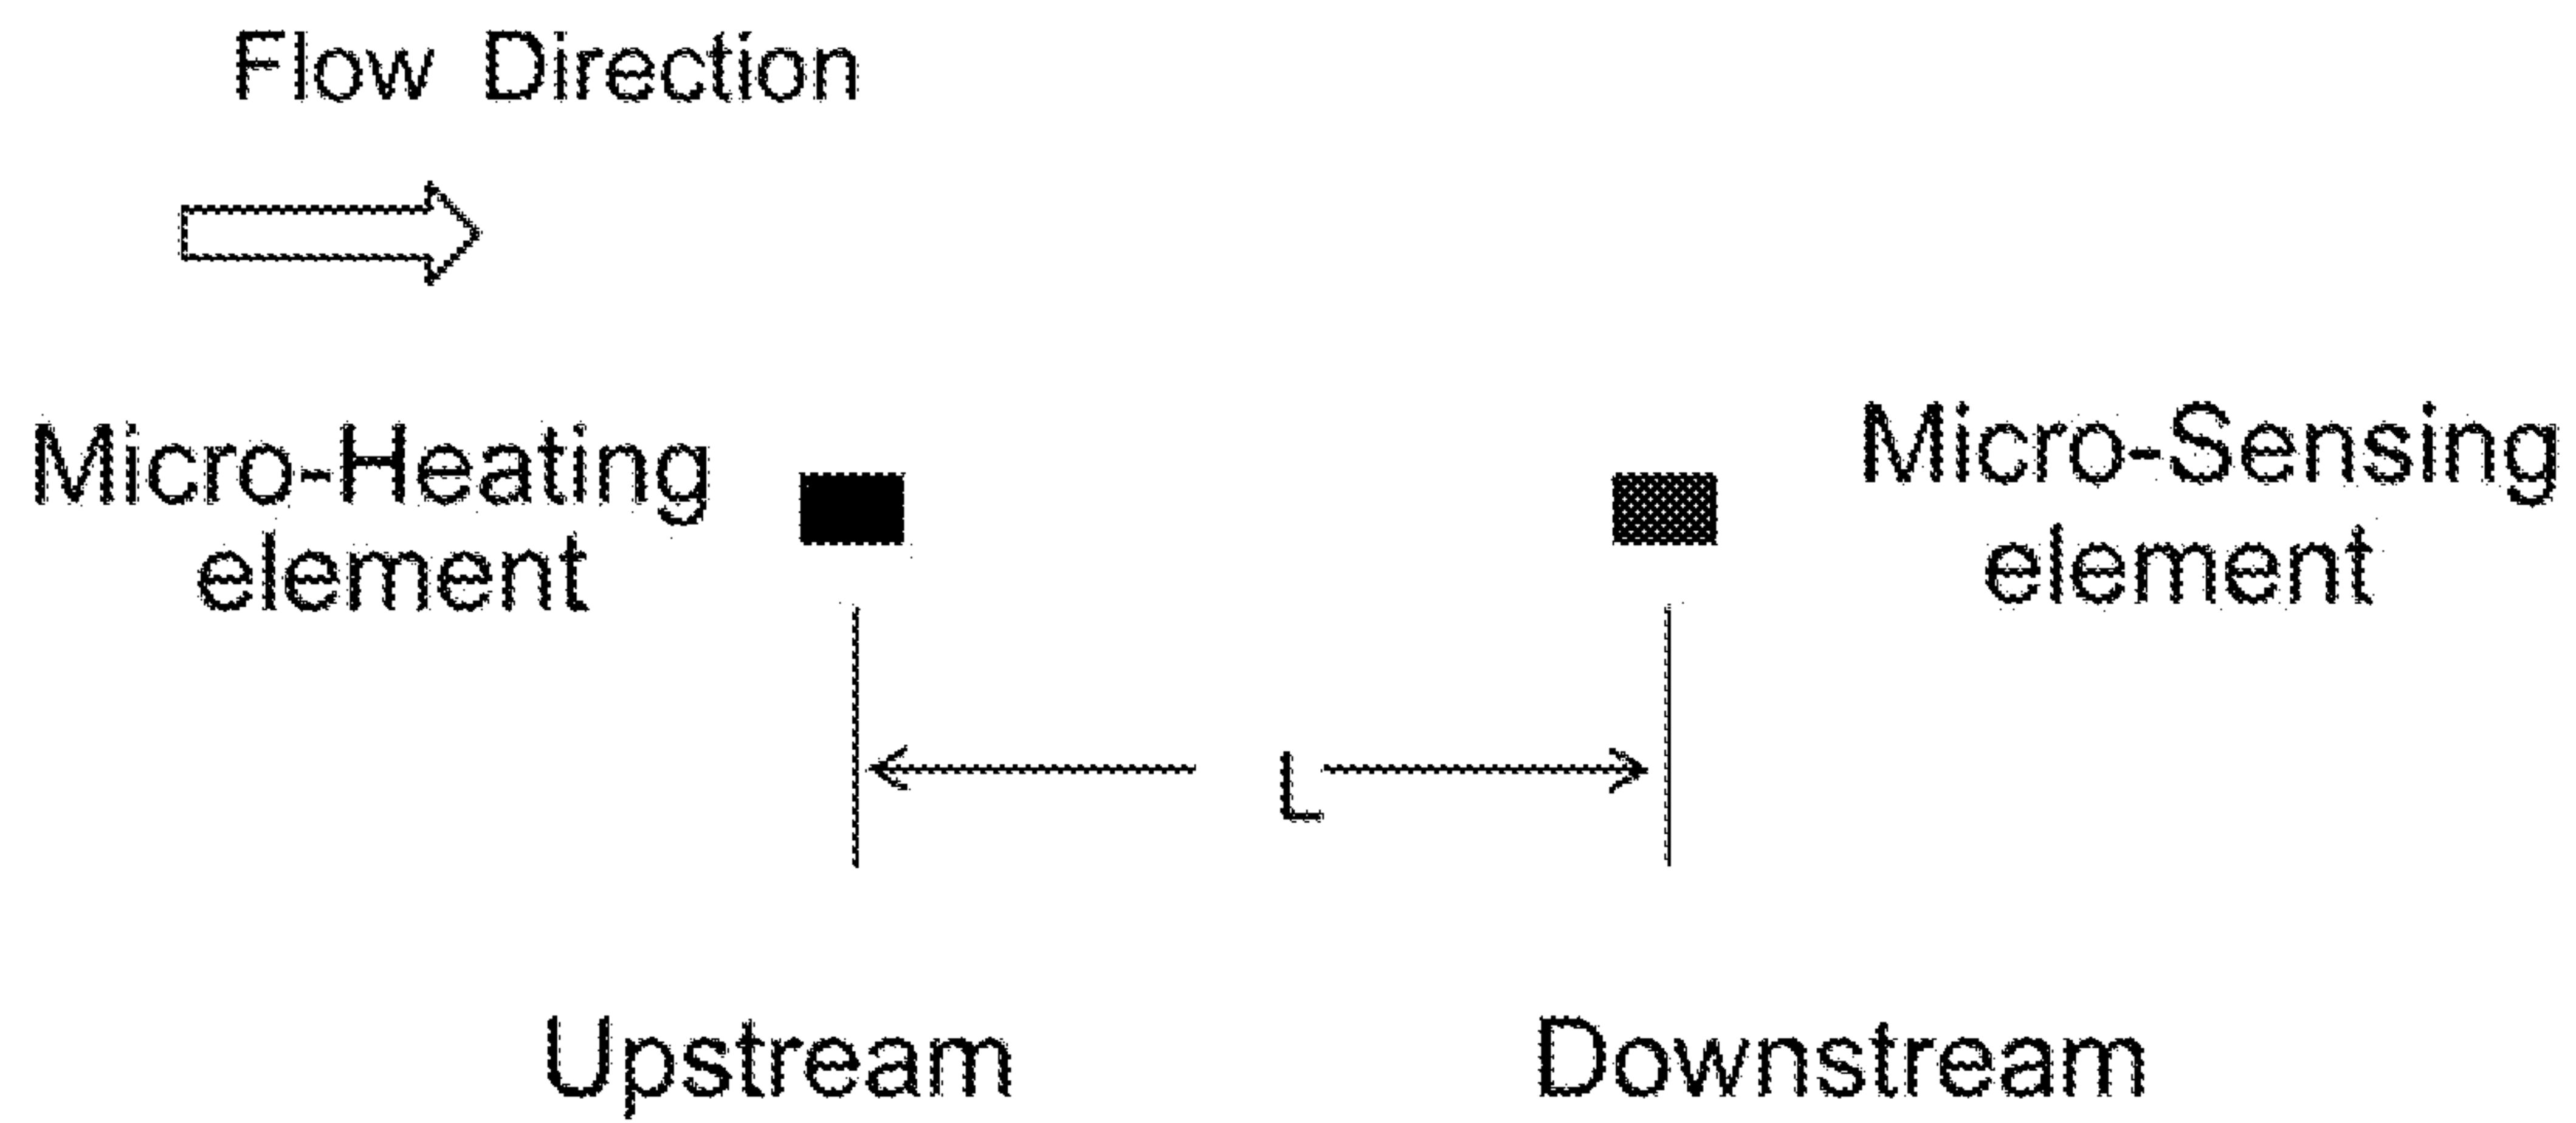 Flow Direction
Micro-Heating
element
Micro-Sensing
element
L
Upstream
Downstream